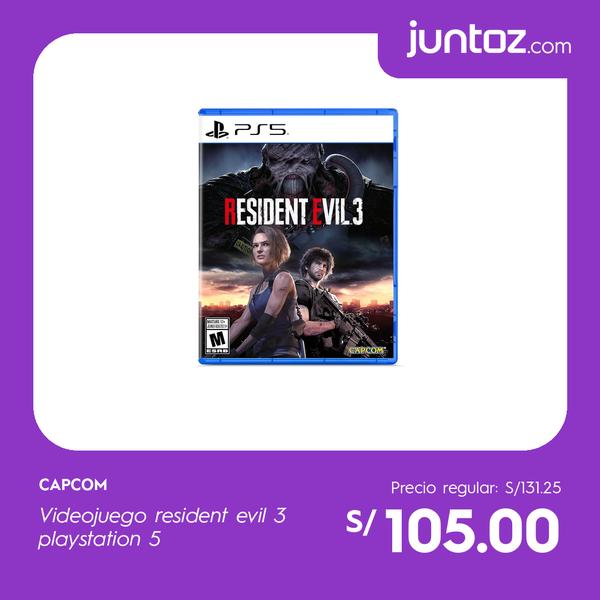 juntoz.com
PS5
RESIDENT EVIL 3
M
ESRB
CAPCOM
CAPCOM
Precio regular: S/131.25
Videojuego resident evil 3
playstation 5
S/ 105.00